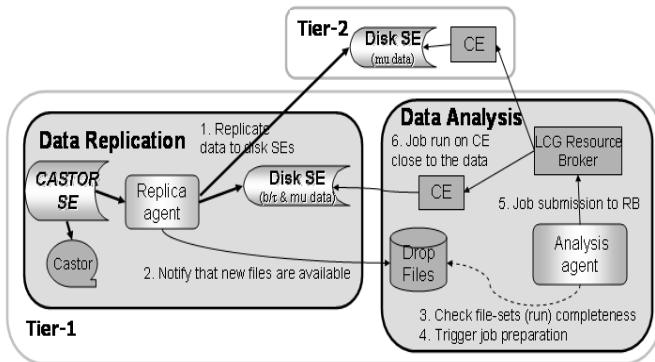 Tier-2
Disk SE
(mu data)
CE
Data Replication
1. Replicate
data to disk SEs
CASTOR
SE
Replica
agent
Disk SE
(b/τ & mu data)
Castor
2. Notify that new files are available
Tier-1
Data Analysis
6. Job run on CE
close to the data
LCG Resource
Broker
CE
5. Job submission to RB
Drop
Files
Analysis
agent
3. Check file-sets (run) completeness
4. Trigger job preparation